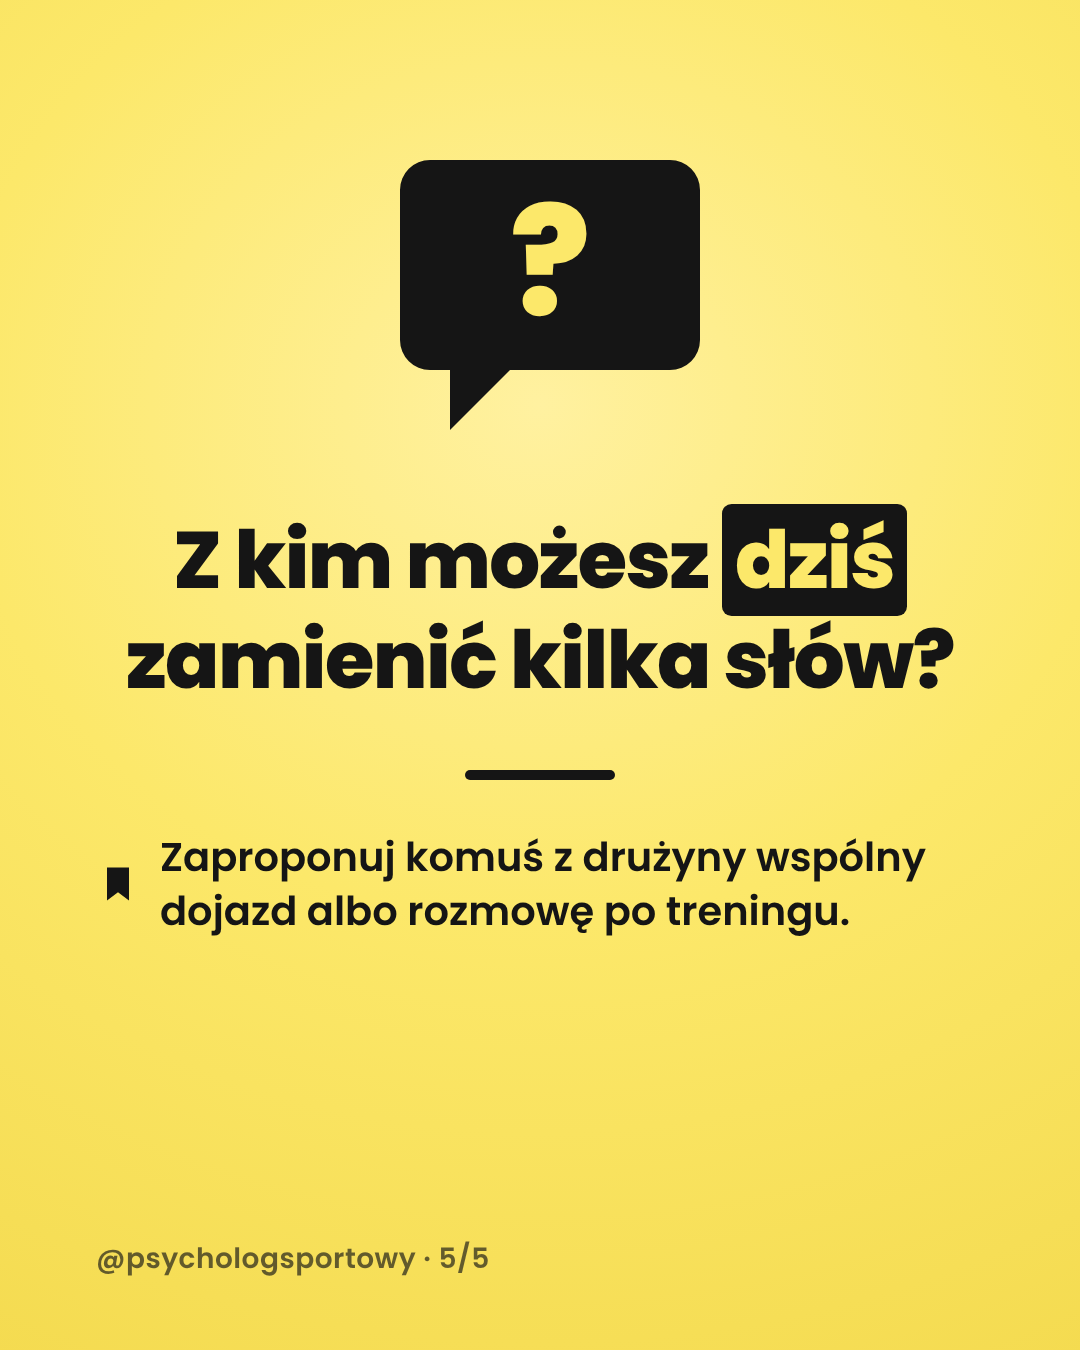 ?
Z kim możesz dziś
zamienić kilka słów?
Zaproponuj komuś z drużyny wspólny
dojazd albo rozmowę po treningu.
@psychologsportowy · 5/5